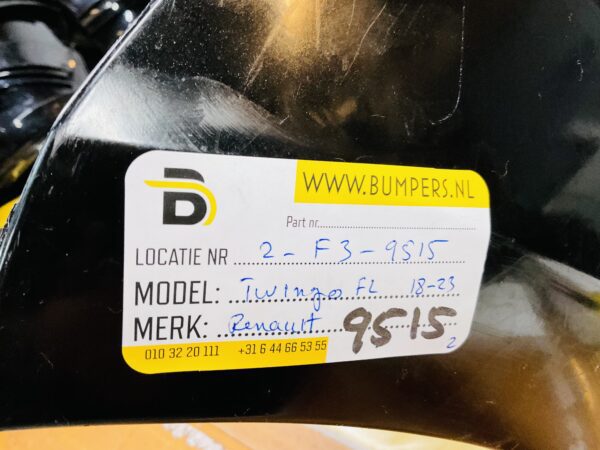 B
WWW.BUMPERS.NL
Part nr.
LOCATIE NR 2-F3-9515
MODEL: Twingo FL 18-23
MERK: Renault 9515
2
010 32 20 111 +31 6 44 66 53 55